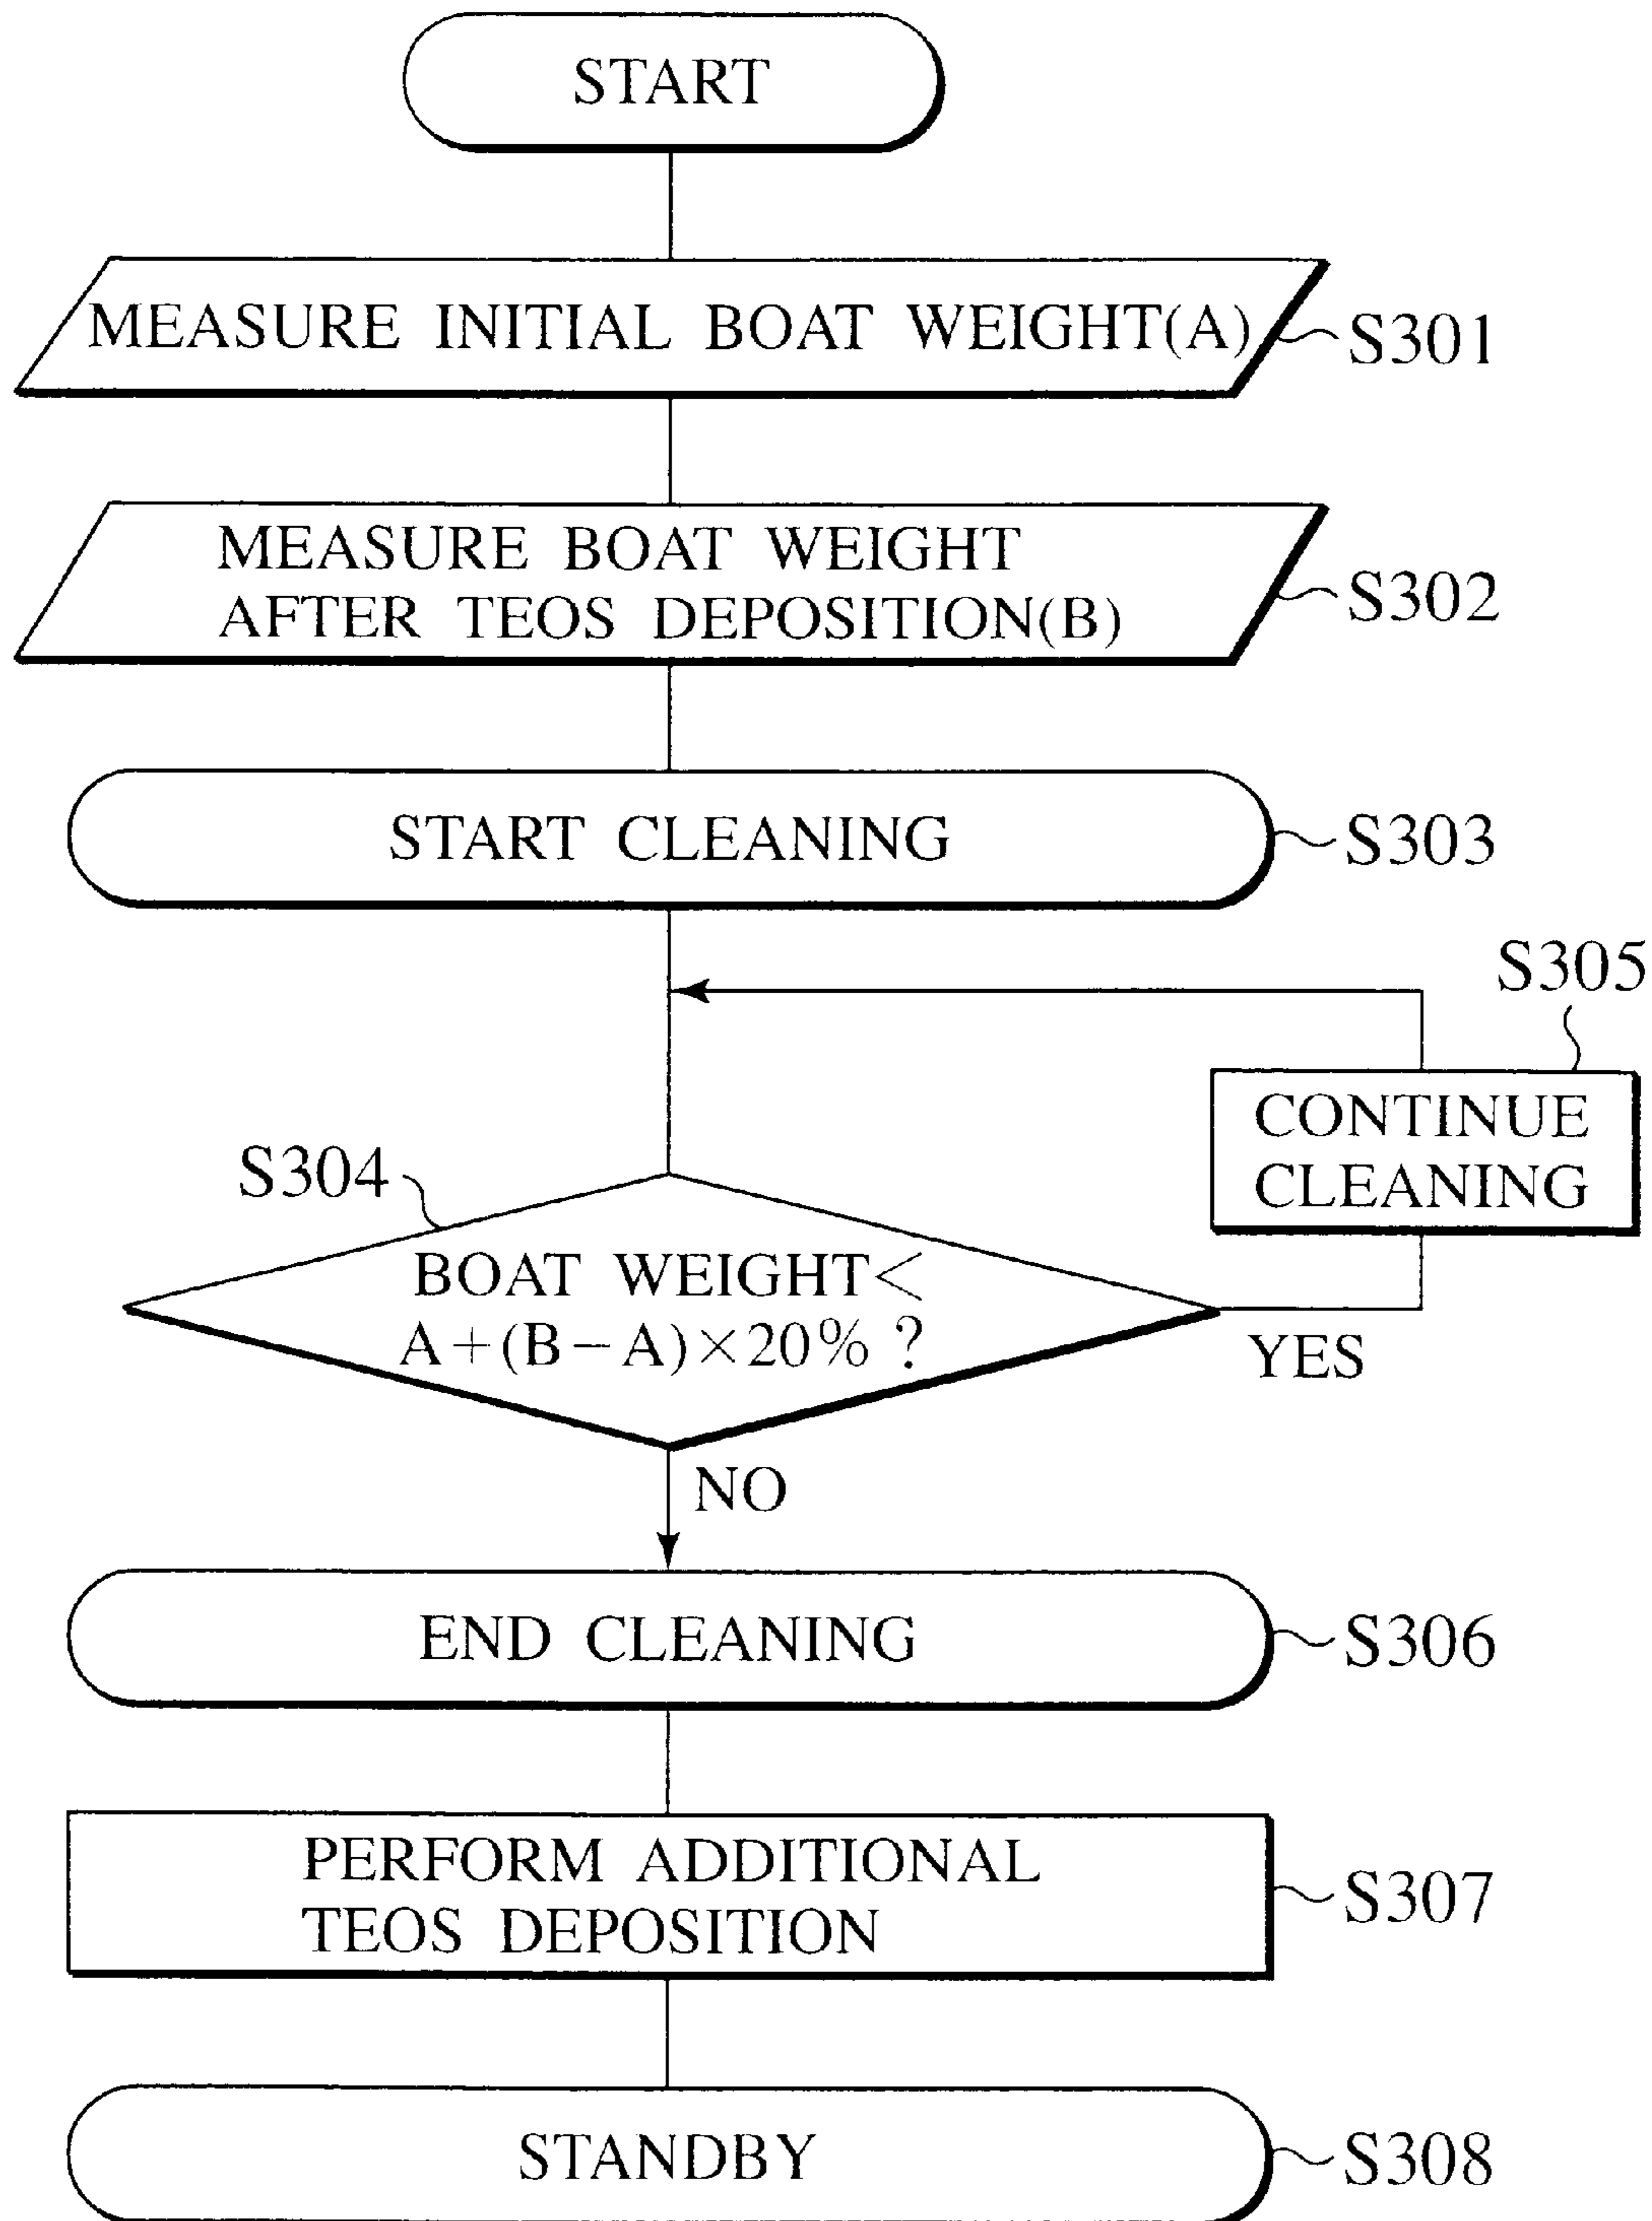 START
MEASURE INITIAL BOAT WEIGHT(A)
S301
MEASURE BOAT WEIGHT
AFTER TEOS DEPOSITION(B)
S302
START CLEANING
S303
S305
CONTINUE
CLEANING
S304
BOAT WEIGHT<
A+(B-A)×20% ?
YES
NO
END CLEANING
S306
PERFORM ADDITIONAL
TEOS DEPOSITION
S307
STANDBY
S308